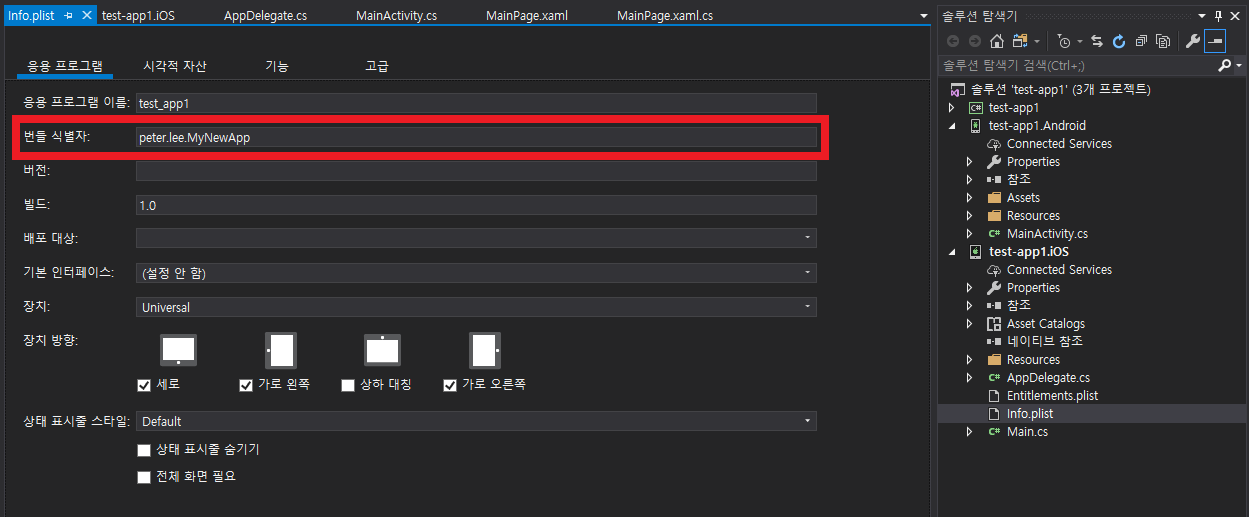 Info.plist
test-app1.iOS
AppDelegate.cs
MainActivity.cs
MainPage.xaml
MainPage.xaml.cs
응용 프로그램
시각적 자산
기능
고급
응용 프로그램 이름: test_app1
번들 식별자: peter.lee.MyNewApp
버전:
빌드: 1.0
배포 대상:
기본 인터페이스: (설정 안 함)
장치: Universal
장치 방향:
세로
가로 왼쪽
상하 대칭
가로 오른쪽
상태 표시줄 스타일: Default
상태 표시줄 숨기기
전체 화면 필요
솔루션 탐색기
솔루션 탐색기 검색(Ctrl+;)
솔루션 'test-app1' (3개 프로젝트)
C# test-app1
test-app1.Android
Connected Services
Properties
참조
Assets
Resources
C# MainActivity.cs
test-app1.iOS
Connected Services
Properties
참조
Asset Catalogs
네이티브 참조
Resources
C# AppDelegate.cs
Entitlements.plist
Info.plist
C# Main.cs